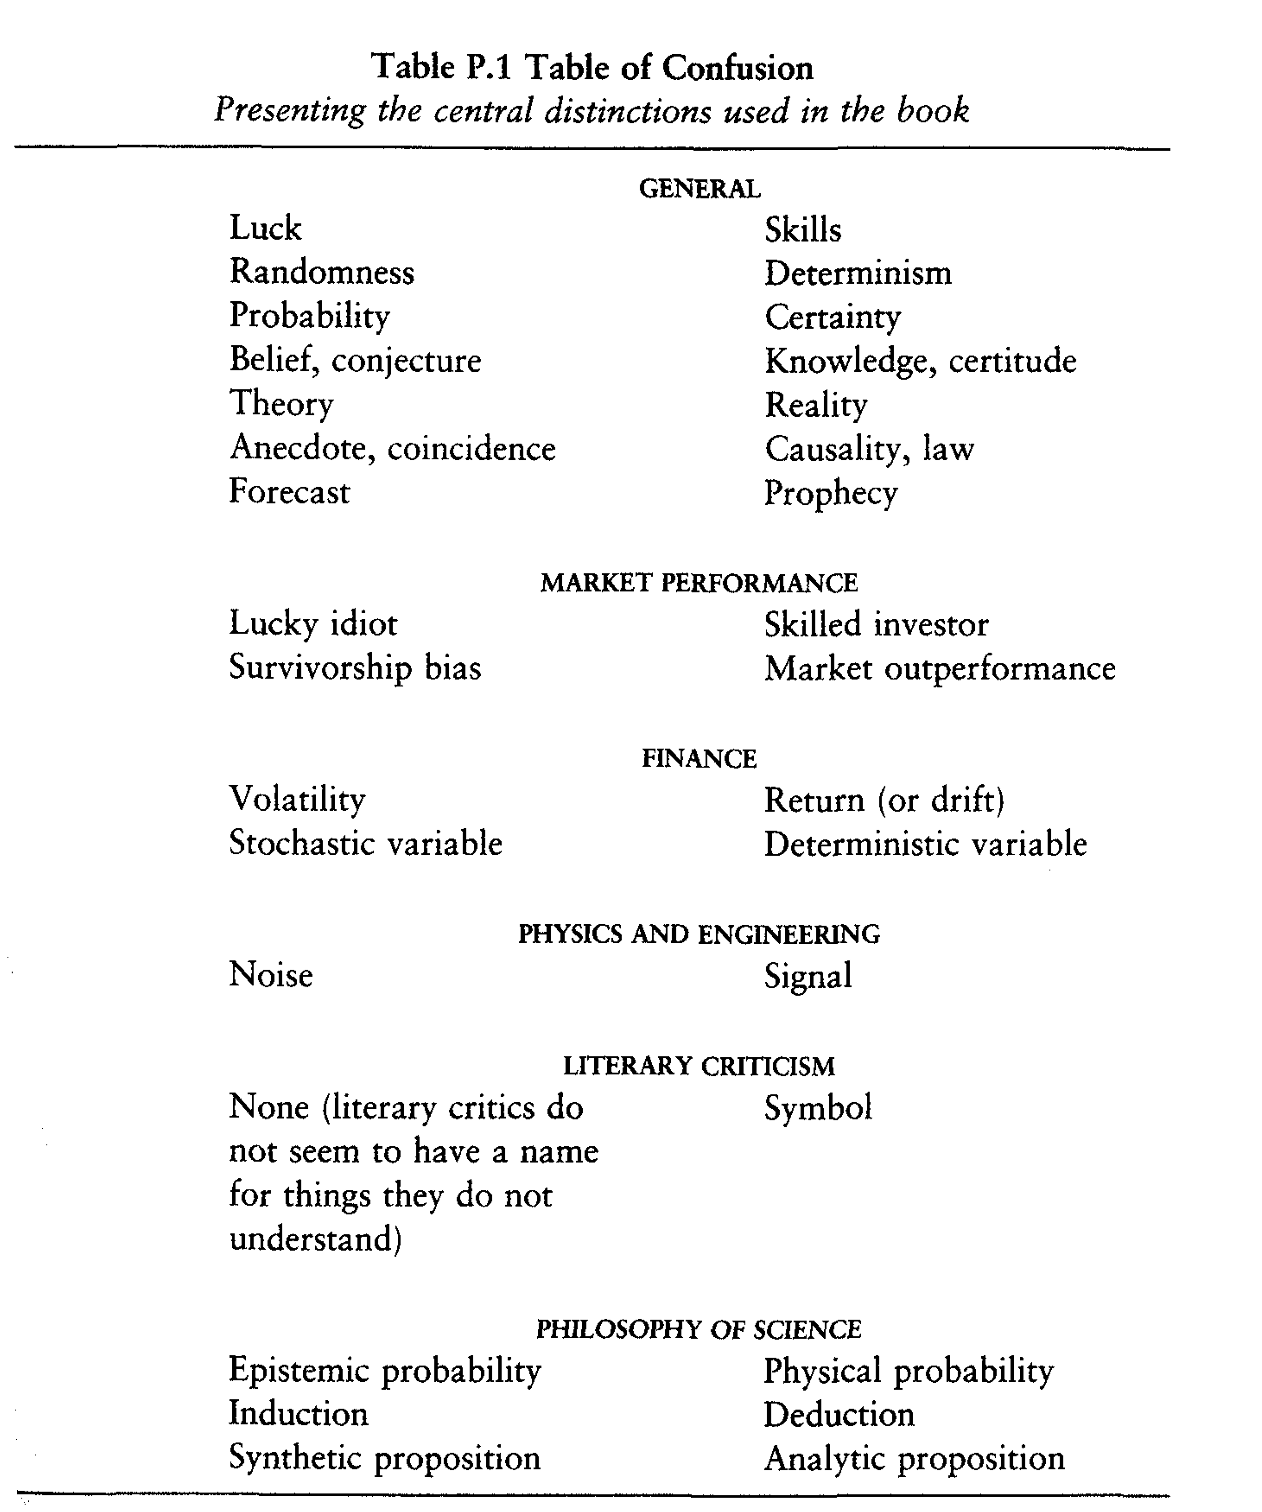 Table P.1 Table of Confusion
Presenting the central distinctions used in the book
GENERAL
Luck Skills
Randomness Determinism
Probability Certainty
Belief, conjecture Knowledge, certitude
Theory Reality
Anecdote, coincidence Causality, law
Forecast Prophecy
MARKET PERFORMANCE
Lucky idiot Skilled investor
Survivorship bias Market outperformance
FINANCE
Volatility Return (or drift)
Stochastic variable Deterministic variable
PHYSICS AND ENGINEERING
Noise Signal
LITERARY CRITICISM
None (literary critics do Symbol
not seem to have a name
for things they do not
understand)
PHILOSOPHY OF SCIENCE
Epistemic probability Physical probability
Induction Deduction
Synthetic proposition Analytic proposition